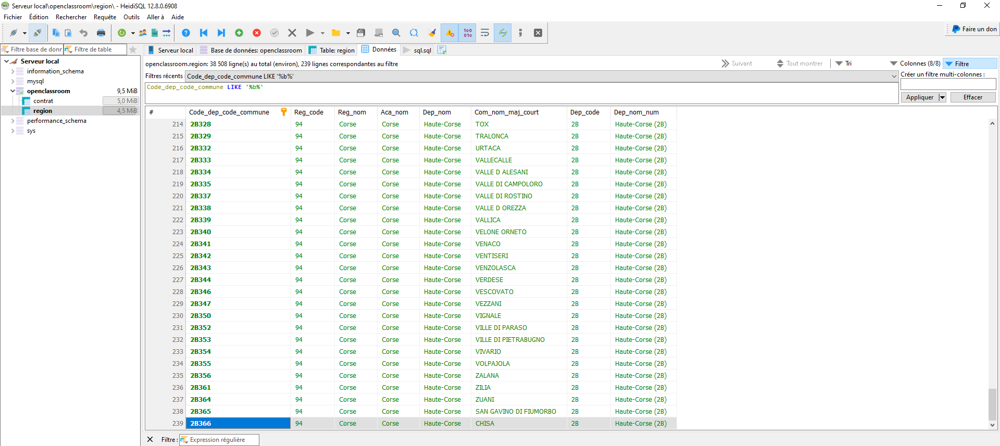 Serveur local\openclassroom\region\ - HeidiSQL 12.8.0.6908
Fichier Édition Rechercher Requête Outils Aller à Aide
Faire un don
Filtre base de donr Filtre de table
Serveur local Base de données: openclassroom Table: region Données sql.sql
Serveur local
information_schema
mysql
openclassroom 9,5 MiB
contrat 5,0 MiB
region 4,5 MiB
performance_schema
sys
openclassroom.region: 38 508 ligne(s) au total (environ), 239 lignes correspondantes au filtre
Suivant Tout montrer Tri Colonnes (8/8) Filtre
Filtres récents : Code_dep_code_commune LIKE '%b%'
Code_dep_code_commune LIKE '%b%'
Créer un filtre multi-colonnes :
Appliquer Effacer
# Code_dep_code_commune Reg_code Reg_nom Aca_nom Dep_nom Com_nom_maj_court Dep_code Dep_nom_num
214 2B328 94 Corse Corse Haute-Corse TOX 2B Haute-Corse (2B)
215 2B329 94 Corse Corse Haute-Corse TRALONCA 2B Haute-Corse (2B)
216 2B332 94 Corse Corse Haute-Corse URTACA 2B Haute-Corse (2B)
217 2B333 94 Corse Corse Haute-Corse VALLECALLE 2B Haute-Corse (2B)
218 2B334 94 Corse Corse Haute-Corse VALLE D ALESANI 2B Haute-Corse (2B)
219 2B335 94 Corse Corse Haute-Corse VALLE DI CAMPOLORO 2B Haute-Corse (2B)
220 2B337 94 Corse Corse Haute-Corse VALLE DI ROSTINO 2B Haute-Corse (2B)
221 2B338 94 Corse Corse Haute-Corse VALLE D OREZZA 2B Haute-Corse (2B)
222 2B339 94 Corse Corse Haute-Corse VALLICA 2B Haute-Corse (2B)
223 2B340 94 Corse Corse Haute-Corse VELONE ORNETO 2B Haute-Corse (2B)
224 2B341 94 Corse Corse Haute-Corse VENACO 2B Haute-Corse (2B)
225 2B342 94 Corse Corse Haute-Corse VENTISERI 2B Haute-Corse (2B)
226 2B343 94 Corse Corse Haute-Corse VENZOLASCA 2B Haute-Corse (2B)
227 2B344 94 Corse Corse Haute-Corse VERDESE 2B Haute-Corse (2B)
228 2B346 94 Corse Corse Haute-Corse VESCOVATO 2B Haute-Corse (2B)
229 2B347 94 Corse Corse Haute-Corse VEZZANI 2B Haute-Corse (2B)
230 2B350 94 Corse Corse Haute-Corse VIGNALE 2B Haute-Corse (2B)
231 2B352 94 Corse Corse Haute-Corse VILLE DI PARASO 2B Haute-Corse (2B)
232 2B353 94 Corse Corse Haute-Corse VILLE DI PIETRABUGNO 2B Haute-Corse (2B)
233 2B354 94 Corse Corse Haute-Corse VIVARIO 2B Haute-Corse (2B)
234 2B355 94 Corse Corse Haute-Corse VOLPAJOLA 2B Haute-Corse (2B)
235 2B356 94 Corse Corse Haute-Corse ZALANA 2B Haute-Corse (2B)
236 2B361 94 Corse Corse Haute-Corse ZILIA 2B Haute-Corse (2B)
237 2B364 94 Corse Corse Haute-Corse ZUANI 2B Haute-Corse (2B)
238 2B365 94 Corse Corse Haute-Corse SAN GAVINO DI FIUMORBO 2B Haute-Corse (2B)
239 2B366 94 Corse Corse Haute-Corse CHISA 2B Haute-Corse (2B)
Filtre : Expression régulière